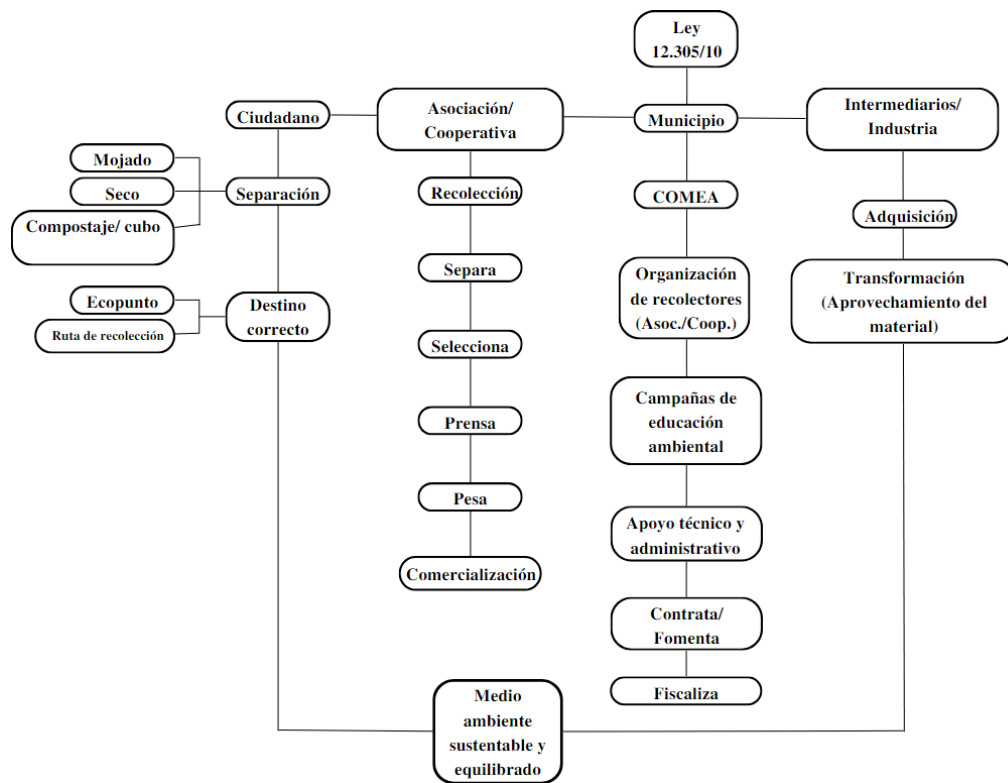 Ley
12.305/10
Ciudadano
Asociación/
Cooperativa
Municipio
Intermediarios/
Industria
Mojado
Seco
Compostaje/ cubo
Separación
Ecopunto
Ruta de recolección
Destino
correcto
Recolección
Separa
Selecciona
Prensa
Pesa
Comercialización
COMEA
Organización
de recolectores
(Asoc./Coop.)
Campañas de
educación
ambiental
Apoyo técnico y
administrativo
Contrata/
Fomenta
Fiscaliza
Adquisición
Transformación
(Aprovechamiento del
material)
Medio
ambiente
sustentable y
equilibrado